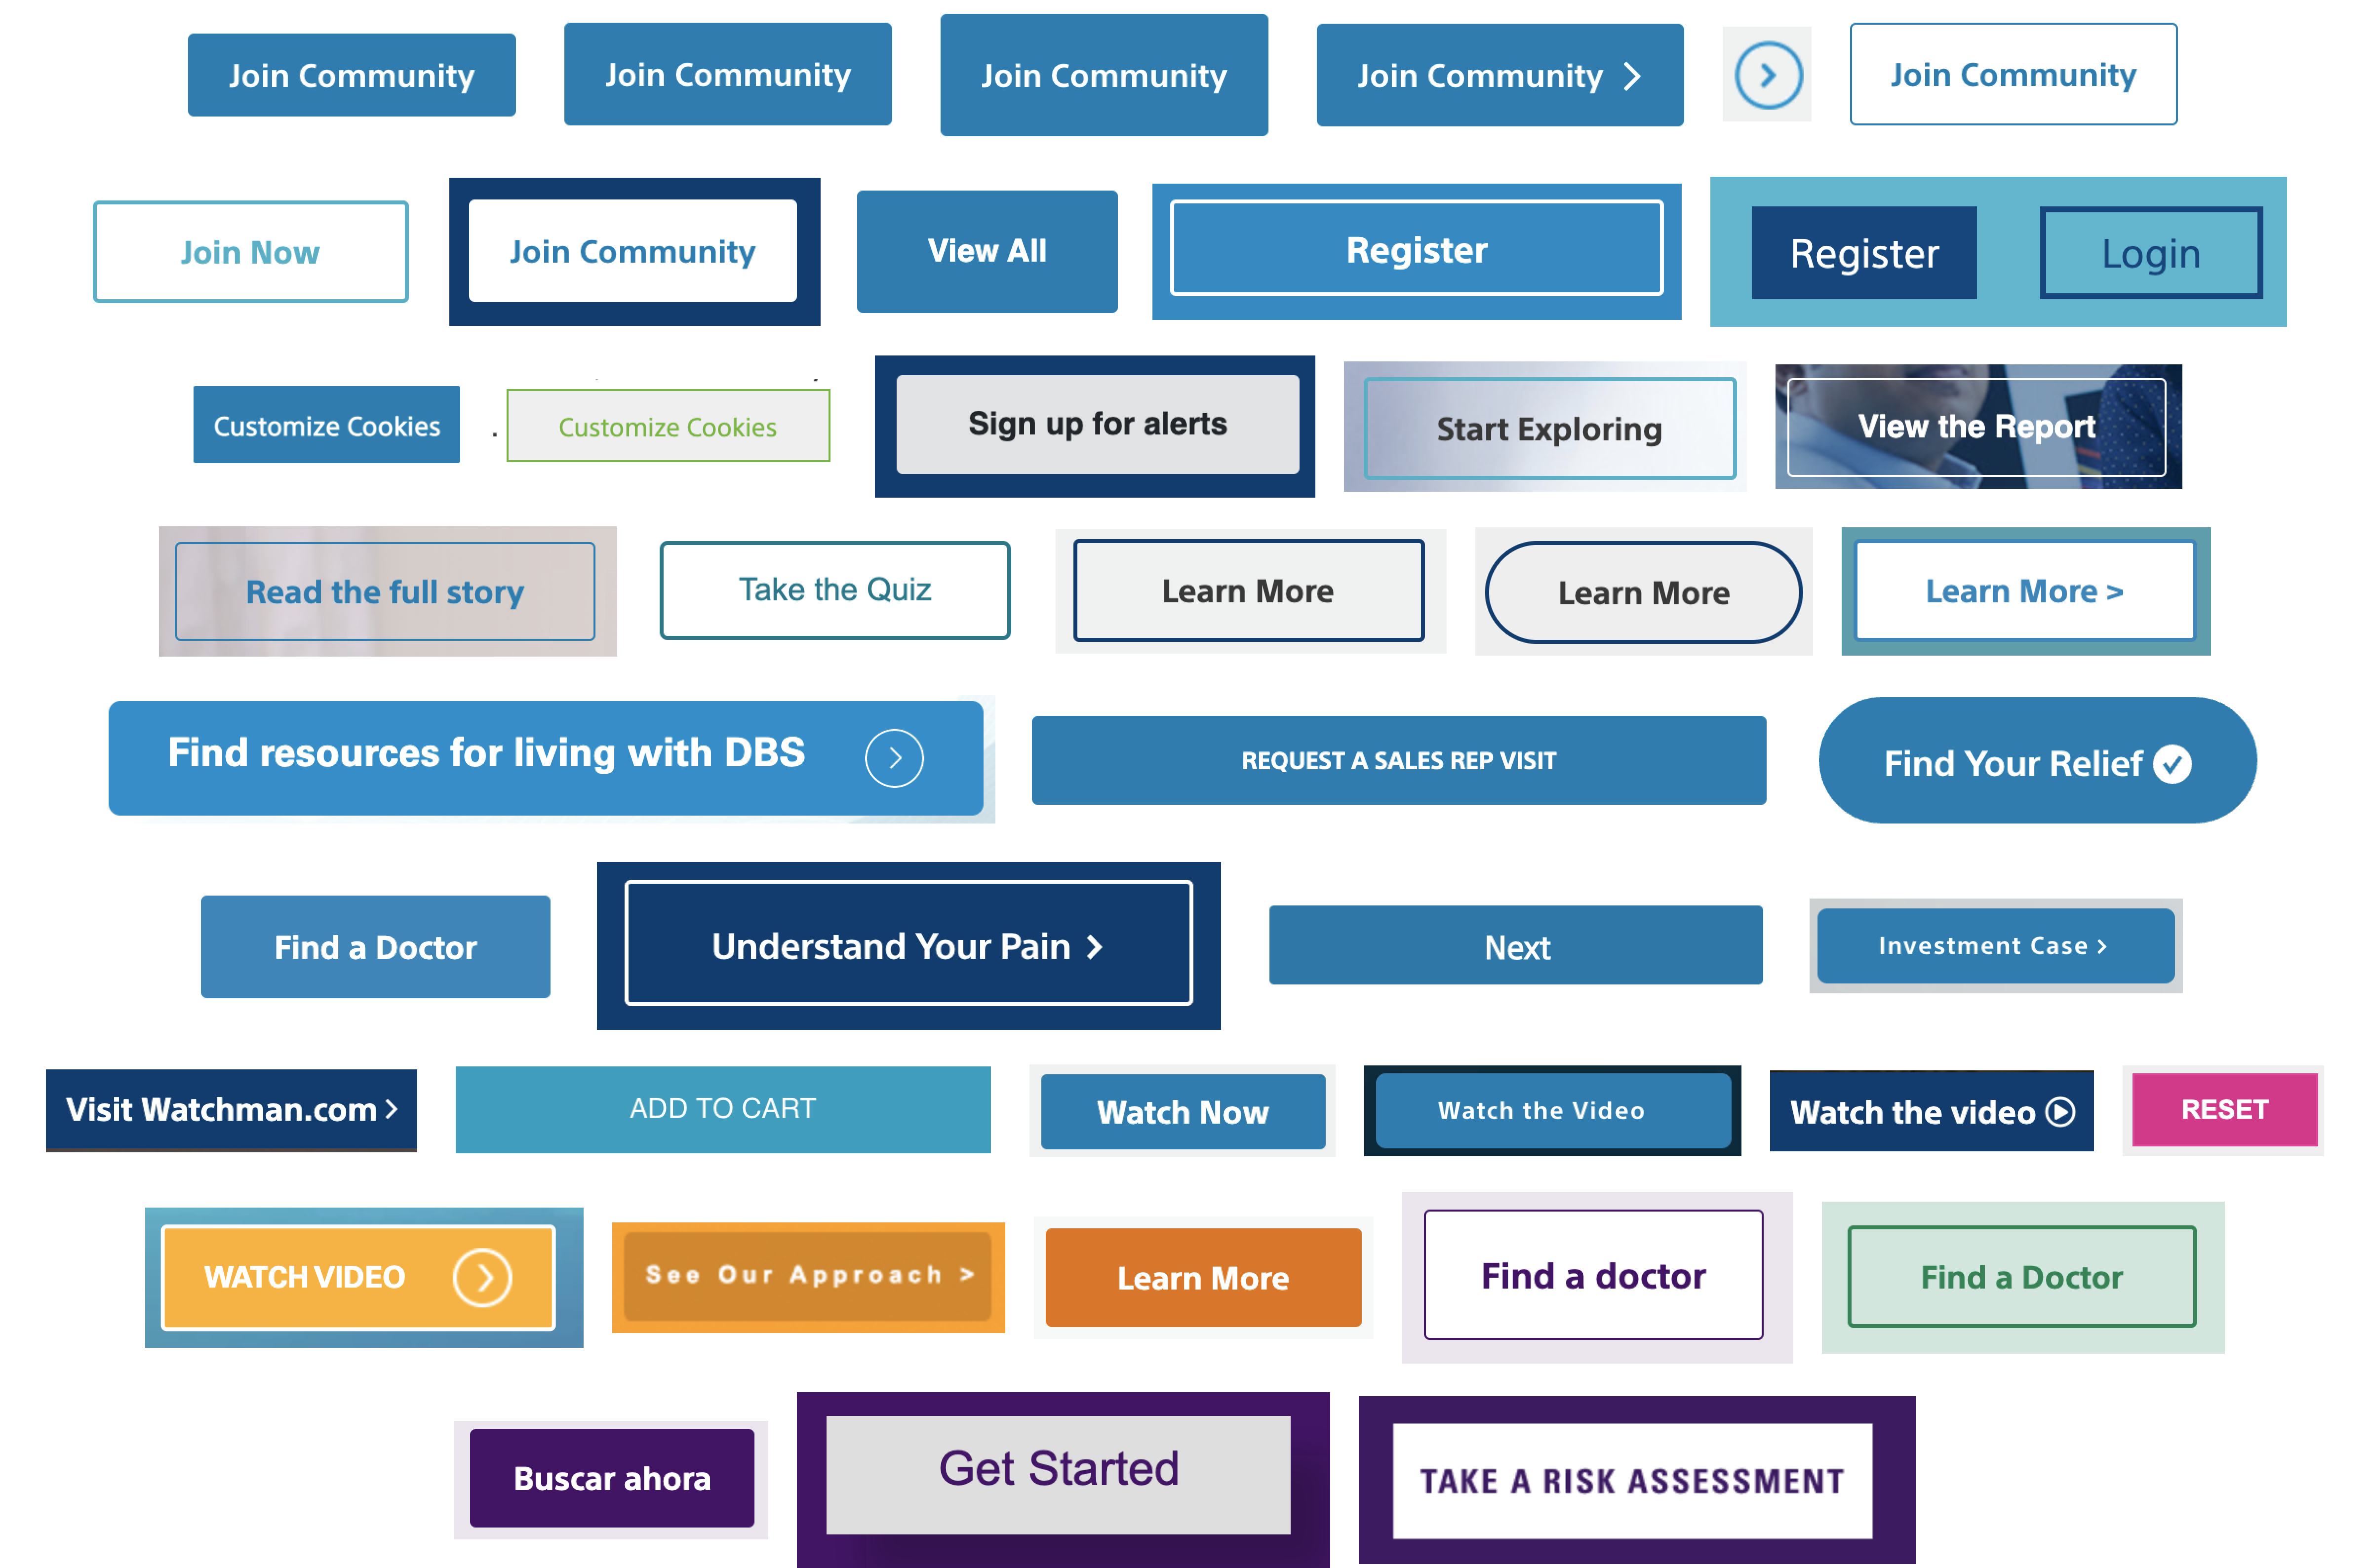 Join Community
Join Community
Join Community
Join Community >
>
Join Community
Join Now
Join Community
View All
Register
Register
Login
Customize Cookies
.
Customize Cookies
Sign up for alerts
Start Exploring
View the Report
Read the full story
Take the Quiz
Learn More
Learn More
Learn More >
Find resources for living with DBS >
REQUEST A SALES REP VISIT
Find Your Relief
Find a Doctor
Understand Your Pain >
Next
Investment Case >
Visit Watchman.com >
ADD TO CART
Watch Now
Watch the Video
Watch the video
RESET
WATCH VIDEO >
See Our Approach >
Learn More
Find a doctor
Find a Doctor
Buscar ahora
Get Started
TAKE A RISK ASSESSMENT